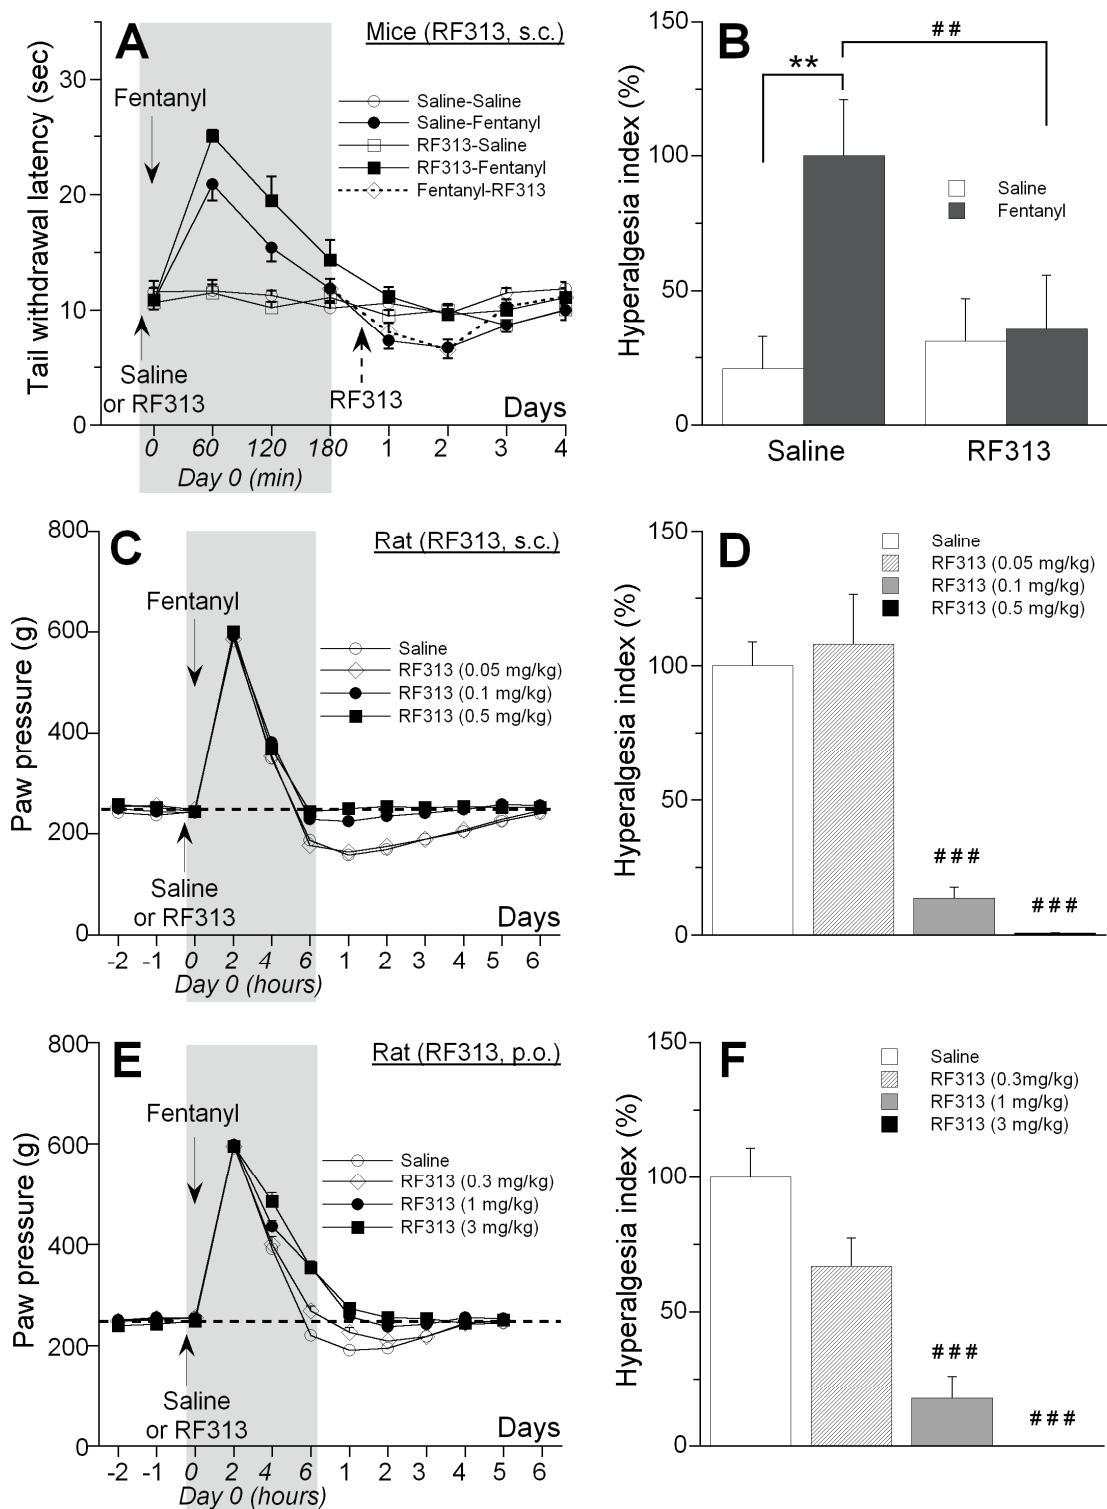 A
Mice (RF313, s.c.)
Tail withdrawal latency (sec)
30
20
10
0
Fentanyl
Saline-Saline
Saline-Fentanyl
RF313-Saline
RF313-Fentanyl
Fentanyl-RF313
Saline
or RF313
RF313
Days
0 60 120 180 1 2 3 4
Day 0 (min)
B
Hyperalgesia index (%)
150
100
50
0
**
##
Saline
Fentanyl
Saline RF313
C
Rat (RF313, s.c.)
Paw pressure (g)
800
600
400
200
0
Fentanyl
Saline
RF313 (0.05 mg/kg)
RF313 (0.1 mg/kg)
RF313 (0.5 mg/kg)
Saline
or RF313
Days
-2 -1 0 2 4 6 1 2 3 4 5 6
Day 0 (hours)
D
Hyperalgesia index (%)
150
100
50
0
Saline
RF313 (0.05 mg/kg)
RF313 (0.1 mg/kg)
RF313 (0.5 mg/kg)
###
###
E
Rat (RF313, p.o.)
Paw pressure (g)
800
600
400
200
0
Fentanyl
Saline
RF313 (0.3 mg/kg)
RF313 (1 mg/kg)
RF313 (3 mg/kg)
Saline
or RF313
Days
-2 -1 0 2 4 6 1 2 3 4 5 6
Day 0 (hours)
F
Hyperalgesia index (%)
150
100
50
0
Saline
RF313 (0.3mg/kg)
RF313 (1 mg/kg)
RF313 (3 mg/kg)
###
###